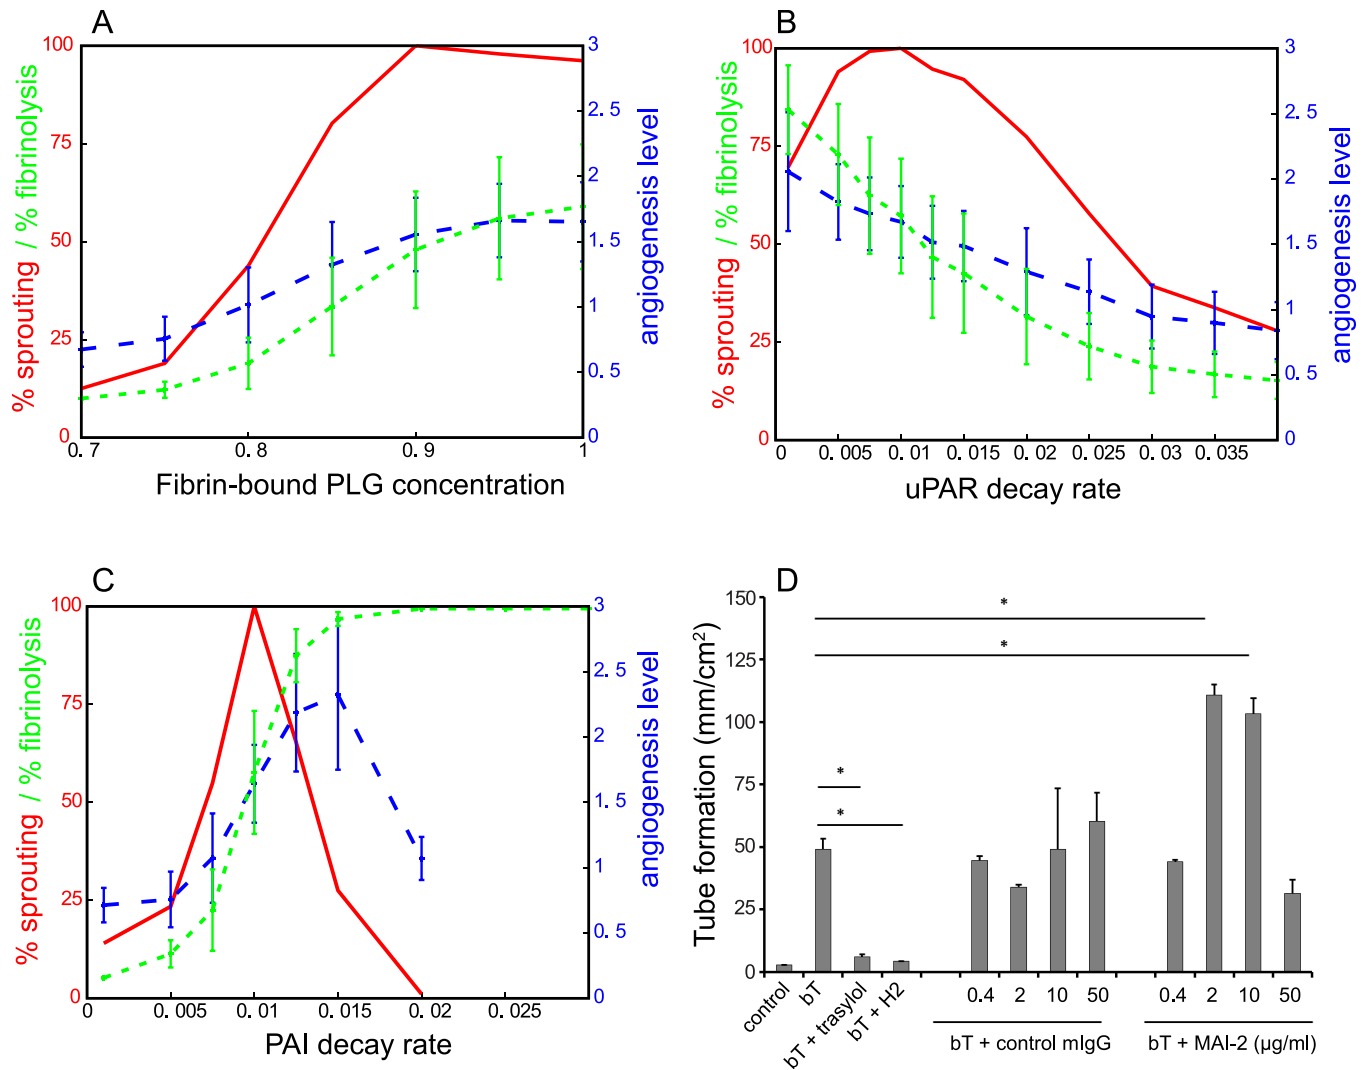 A
100
75
50
25
0
% sprouting / % fibrinolysis
3
2. 5
2
1. 5
1
0. 5
0
angiogenesis level
0. 7
0. 8
0. 9
1
Fibrin-bound PLG concentration
B
100
75
50
25
0
% sprouting / % fibrinolysis
3
2. 5
2
1. 5
1
0. 5
0
angiogenesis level
0
0. 005
0. 01
0. 015
0. 02
0. 025
0. 03
0. 035
uPAR decay rate
C
100
75
50
25
0
% sprouting / % fibrinolysis
3
2. 5
2
1. 5
1
0. 5
0
angiogenesis level
0
0. 005
0. 01
0. 015
0. 02
0. 025
PAI decay rate
D
150
125
100
75
50
25
0
Tube formation (mm/cm²)
*
*
*
*
control
bT
bT + trasylol
bT + H2
0.4 2 10 50
bT + control mIgG
0.4 2 10 50
bT + MAI-2 (µg/ml)